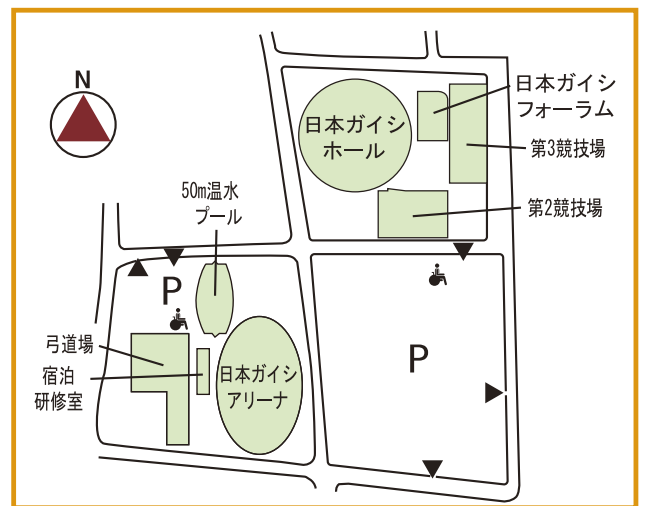 N
日本ガイシ
フォーラム
日本ガイシ
ホール
第3競技場
50m温水
プール
第2競技場
P
弓道場
P
宿泊
研修室
日本ガイシ
アリーナ